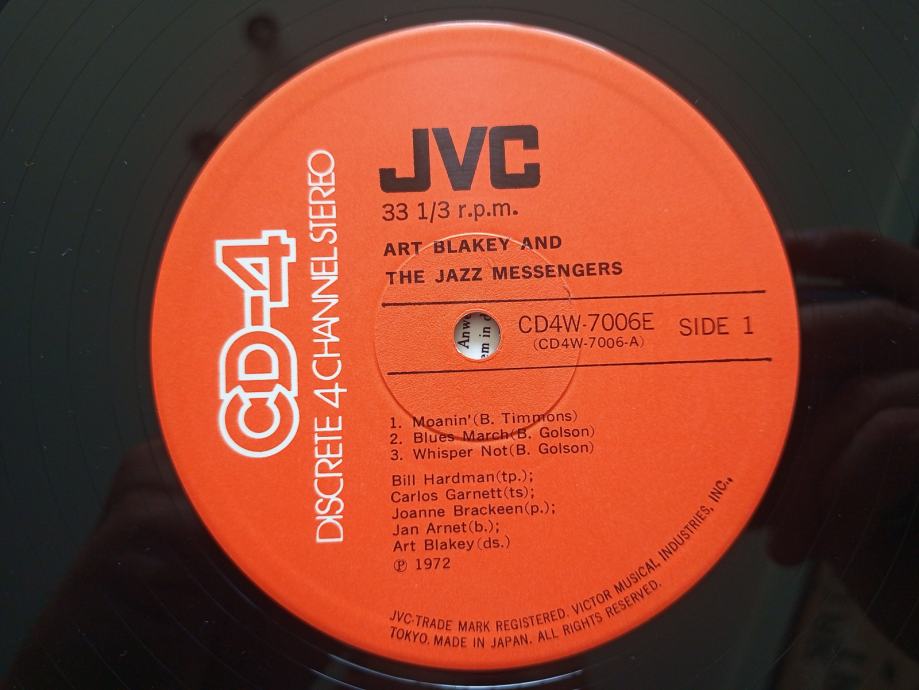 CD-4
DISCRETE 4 CHANNEL STEREO
JVC
33 1/3 r.p.m.
ART BLAKEY AND
THE JAZZ MESSENGERS
CD4W-7006E SIDE 1
(CD4W-7006-A)
Anwe
em in d
1. Moanin'(B. Timmons)
2. Blues March(B. Golson)
3. Whisper Not(B. Golson)
Bill Hardman(tp.);
Carlos Garnett(ts);
Joanne Brackeen(p.);
Jan Arnet(b.);
Art Blakey(ds.)
℗ 1972
JVC-TRADE MARK REGISTERED. VICTOR MUSICAL INDUSTRIES, INC.,
TOKYO. MADE IN JAPAN. ALL RIGHTS RESERVED.